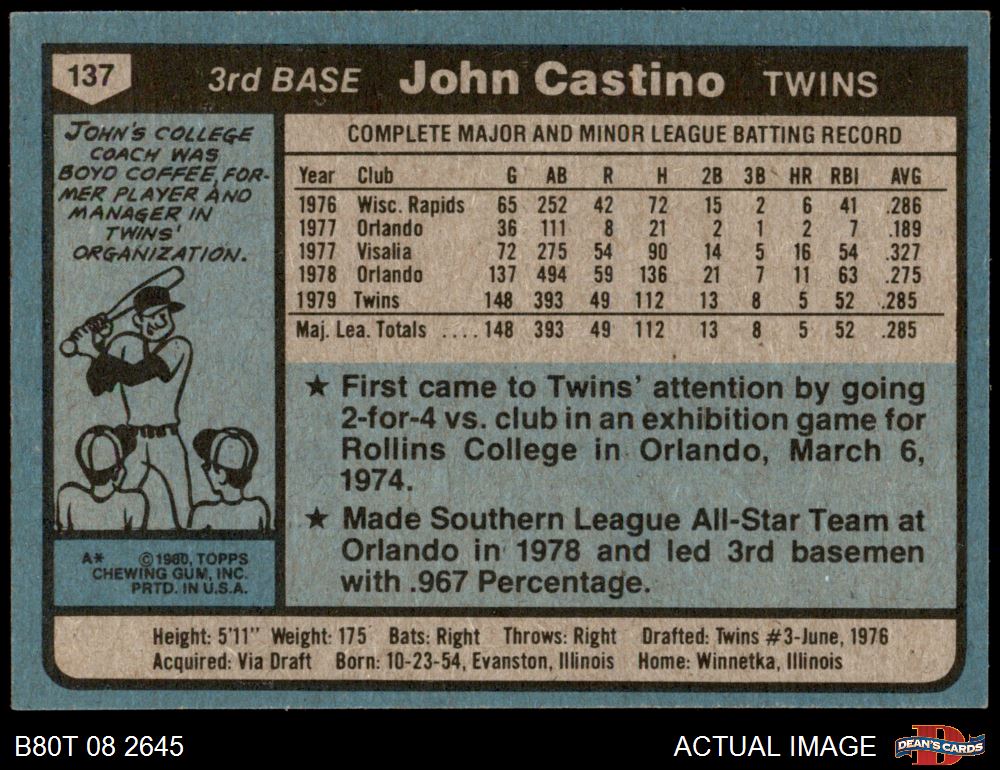 137 3rd BASE John Castino TWINS
JOHN'S COLLEGE
COACH WAS
BOYD COFFEE, FOR-
MER PLAYER AND
MANAGER IN
TWINS'
ORGANIZATION.
A* ©1980, TOPPS
CHEWING GUM, INC.
PRTD. IN U.S.A.
COMPLETE MAJOR AND MINOR LEAGUE BATTING RECORD
Year Club G AB R H 2B 3B HR RBI AVG
1976 Wisc. Rapids 65 252 42 72 15 2 6 41 .286
1977 Orlando 36 111 8 21 2 1 2 7 .189
1977 Visalia 72 275 54 90 14 5 16 54 .327
1978 Orlando 137 494 59 136 21 7 11 63 .275
1979 Twins 148 393 49 112 13 8 5 52 .285
Maj. Lea. Totals .... 148 393 49 112 13 8 5 52 .285
★ First came to Twins' attention by going
2-for-4 vs. club in an exhibition game for
Rollins College in Orlando, March 6,
1974.
★ Made Southern League All-Star Team at
Orlando in 1978 and led 3rd basemen
with .967 Percentage.
Height: 5'11" Weight: 175 Bats: Right Throws: Right Drafted: Twins #3-June, 1976
Acquired: Via Draft Born: 10-23-54, Evanston, Illinois Home: Winnetka, Illinois
B80T 08 2645 ACTUAL IMAGE D DEAN'S CARDS